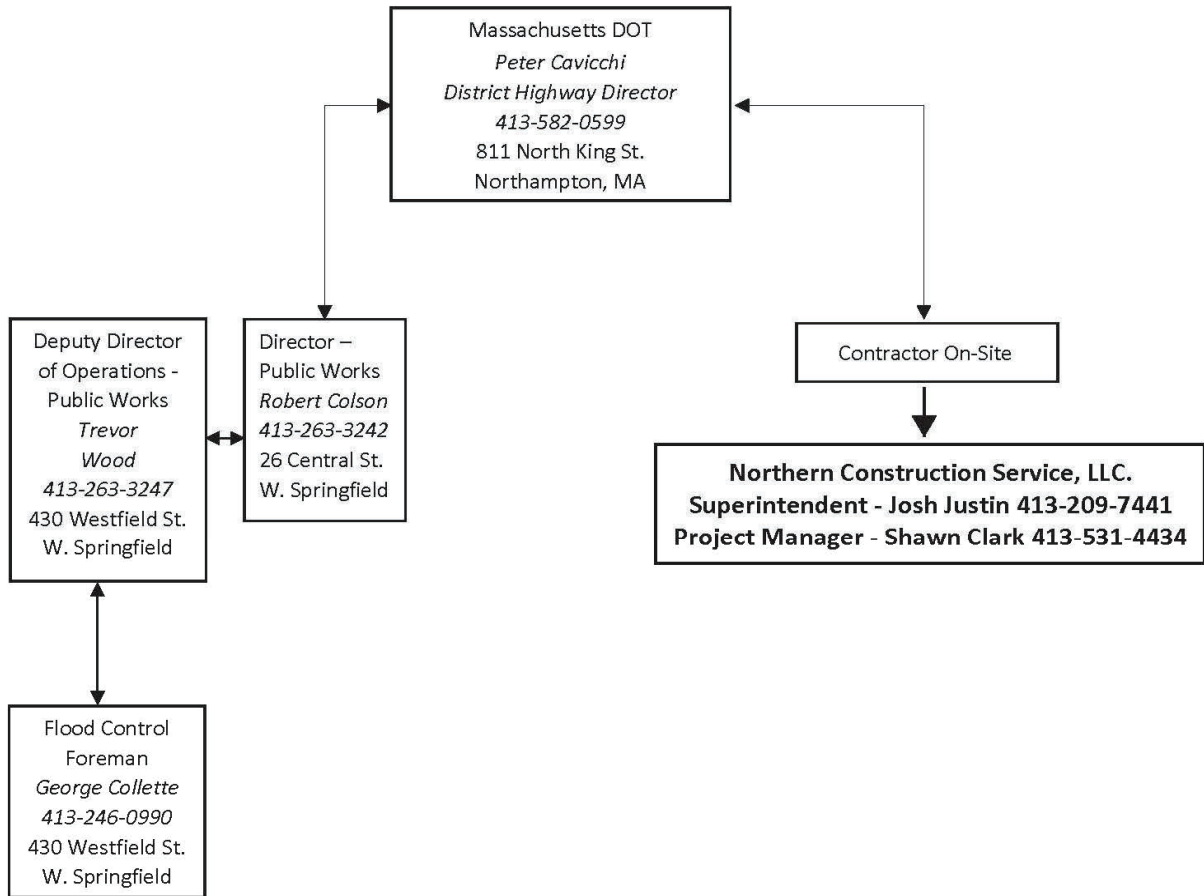 Massachusetts DOT
Peter Cavicchi
District Highway Director
413-582-0599
811 North King St.
Northampton, MA
Deputy Director
of Operations -
Public Works
Trevor
Wood
413-263-3247
430 Westfield St.
W. Springfield
Director –
Public Works
Robert Colson
413-263-3242
26 Central St.
W. Springfield
Contractor On-Site
Northern Construction Service, LLC.
Superintendent - Josh Justin 413-209-7441
Project Manager - Shawn Clark 413-531-4434
Flood Control
Foreman
George Collette
413-246-0990
430 Westfield St.
W. Springfield